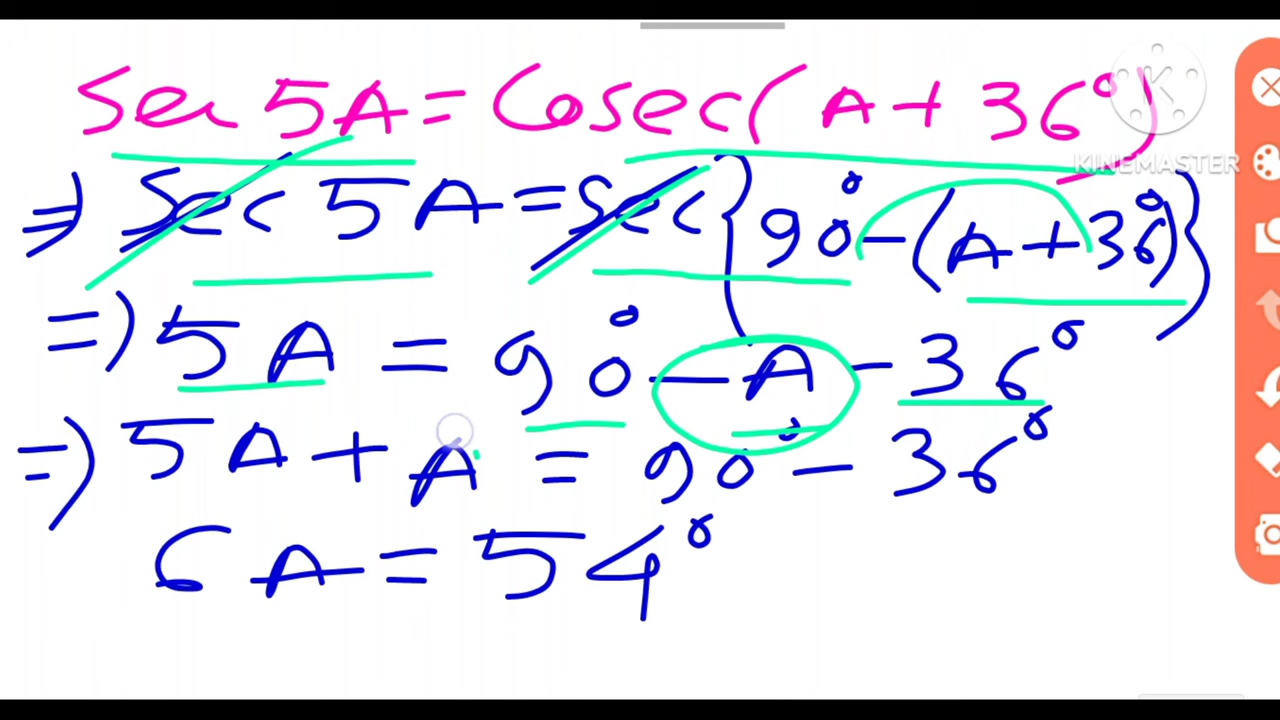 Sec 5A = Cosec(A + 36°)
KINEMASTER
⇒ Sec 5A = Sec {90° - (A + 36°)}
⇒) 5A = 90° - A - 36°
⇒) 5A + A = 90° - 36°
6A = 54°